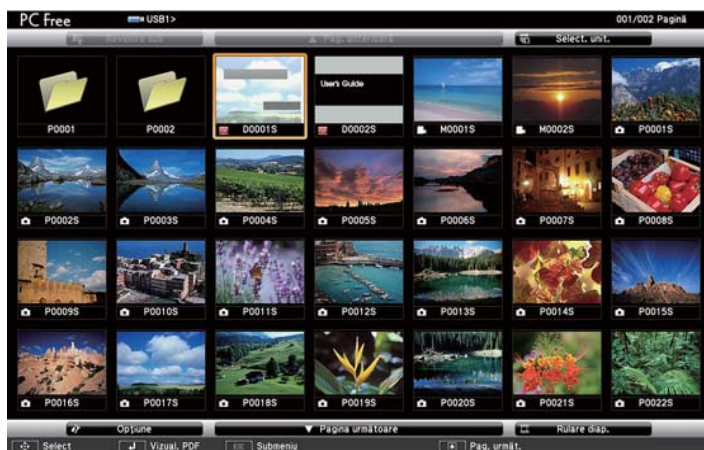 PC Free USB1> 001/002 Pagină
Revenire sus ▲ Pag. anterioară Select. unit.
User's Guide
P0001 P0002 D0001S D0002S M0001S M0002S P0001S
P0002S P0003S P0004S P0005S P0006S P0007S P0008S
P0009S P0010S P0011S P0012S P0013S P0014S P0015S
P0016S P0017S P0018S P0019S P0020S P0021S P0022S
Opţiune ▼ Pagina următoare Rulare diap.
Select Vizual. PDF ESC Submeniu Pag. următ.